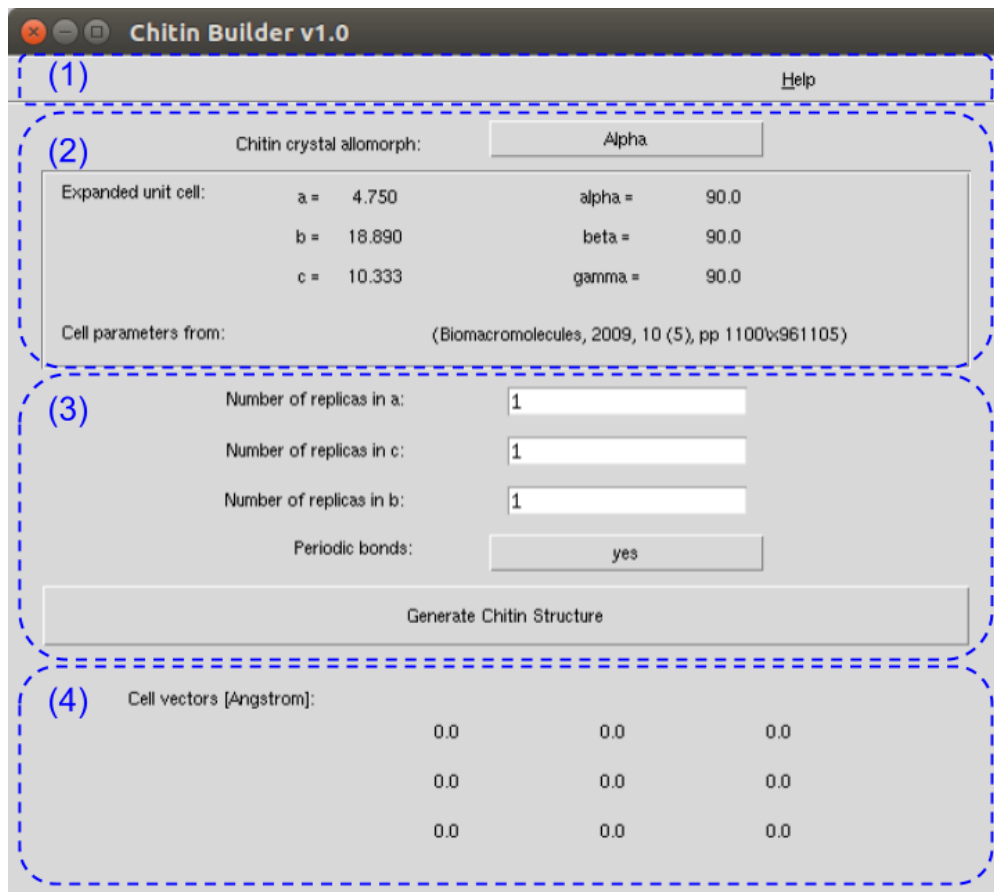 Chitin Builder v1.0
(1) Help
(2) Chitin crystal allomorph: Alpha
Expanded unit cell: a = 4.750 alpha = 90.0
b = 18.890 beta = 90.0
c = 10.333 gamma = 90.0
Cell parameters from: (Biomacromolecules, 2009, 10 (5), pp 1100\x961105)
(3) Number of replicas in a: 1
Number of replicas in c: 1
Number of replicas in b: 1
Periodic bonds: yes
Generate Chitin Structure
(4) Cell vectors [Angstrom]:
0.0 0.0 0.0
0.0 0.0 0.0
0.0 0.0 0.0